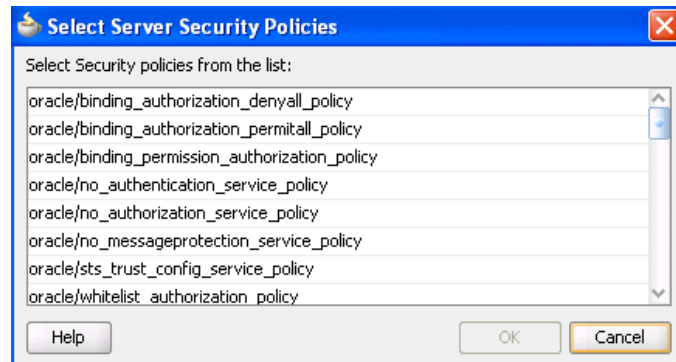 Select Server Security Policies
Select Security policies from the list:
oracle/binding_authorization_denyall_policy
oracle/binding_authorization_permitall_policy
oracle/binding_permission_authorization_policy
oracle/no_authentication_service_policy
oracle/no_authorization_service_policy
oracle/no_messageprotection_service_policy
oracle/sts_trust_config_service_policy
oracle/whitelist_authorization_policy
Help
OK
Cancel